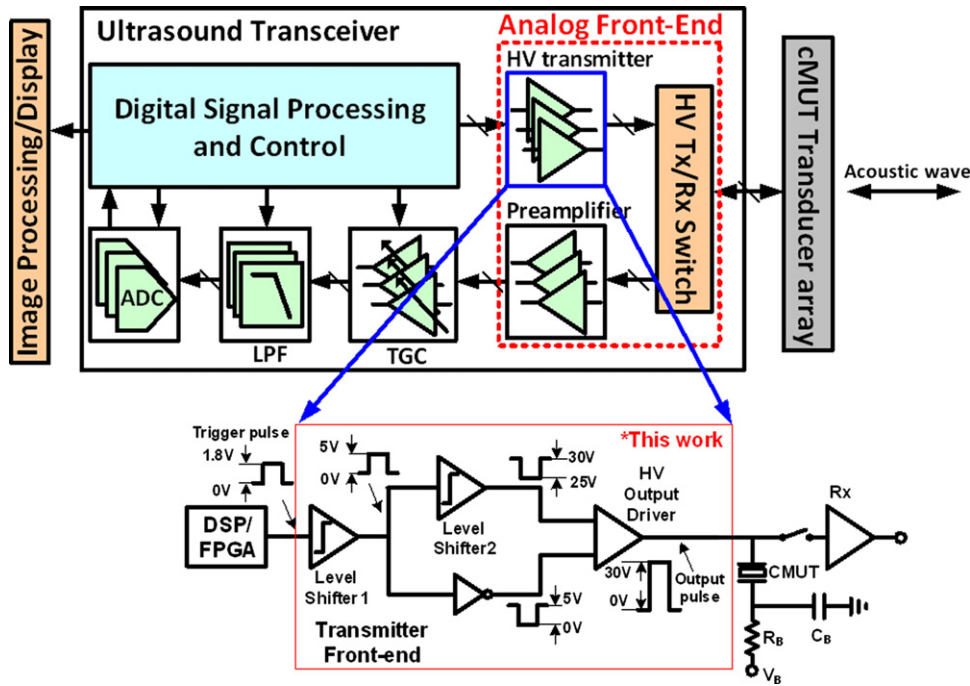 Ultrasound Transceiver
Analog Front-End
HV transmitter
Digital Signal Processing
and Control
Image Processing/Display
HV Tx/Rx Switch
cMUT Transducer array
Acoustic wave
Preamplifier
ADC
LPF
TGC
*This work
Trigger pulse
1.8V
0V
5V
0V
30V
25V
HV
Output
Driver
Rx
DSP/
FPGA
Level
Shifter1
Level
Shifter2
30V
0V
Output
pulse
CMUT
5V
0V
Transmitter
Front-end
RB
CB
VB